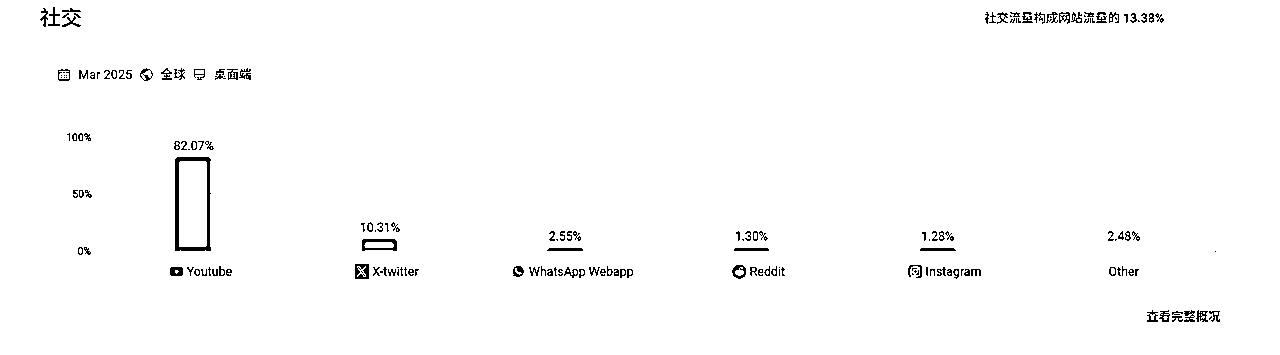 社交
社交流量构成网站流量的 13.38%
Mar 2025 全球 桌面端
100%
50%
0%
82.07%
10.31%
2.55%
1.30%
1.28%
2.48%
Youtube
X-twitter
WhatsApp Webapp
Reddit
Instagram
Other
查看完整概况